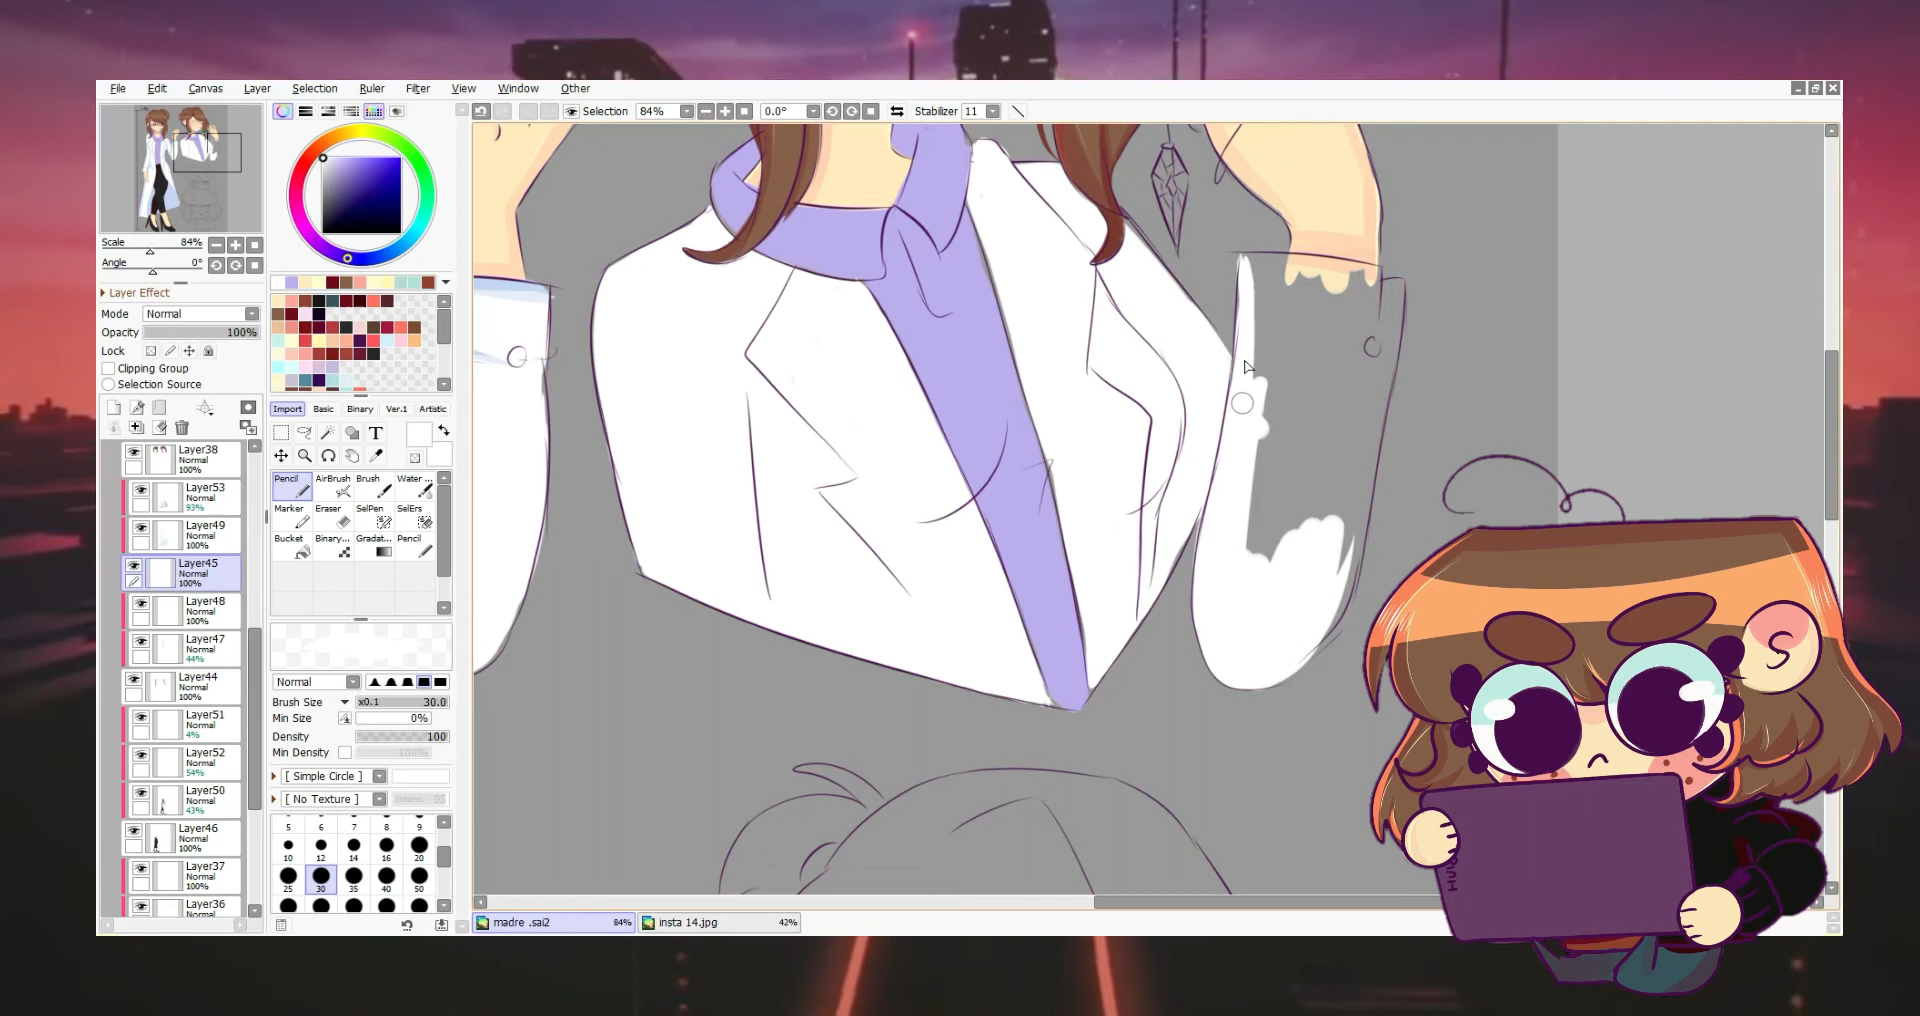 File Edit Canvas Layer Selection Ruler Filter View Window Other
Selection 84% 0.0° Stabilizer 11
Scale 84%
Angle 0°
Layer Effect
Mode Normal
Opacity 100%
Lock
Clipping Group
Selection Source
Layer38
Normal
100%
Layer53
Normal
93%
Layer49
Normal
100%
Layer45
Normal
100%
Layer48
Normal
100%
Layer47
Normal
44%
Layer44
Normal
100%
Layer51
Normal
4%
Layer52
Normal
54%
Layer50
Normal
43%
Layer46
Normal
100%
Layer37
Normal
100%
Layer36
100%
Import Basic Binary Ver.1 Artistic
T
Pencil AirBrush Brush Water ...
Marker Eraser SelPen SelErs
Bucket Binary... Gradat... Pencil
Normal
Brush Size x0.1 30.0
Min Size 0%
Density 100
Min Density 100%
[ Simple Circle ]
[ No Texture ] 95
5 6 7 8 9
10 12 14 16 20
25 30 35 40 50
madre .sai2 84% insta 14.jpg 42%